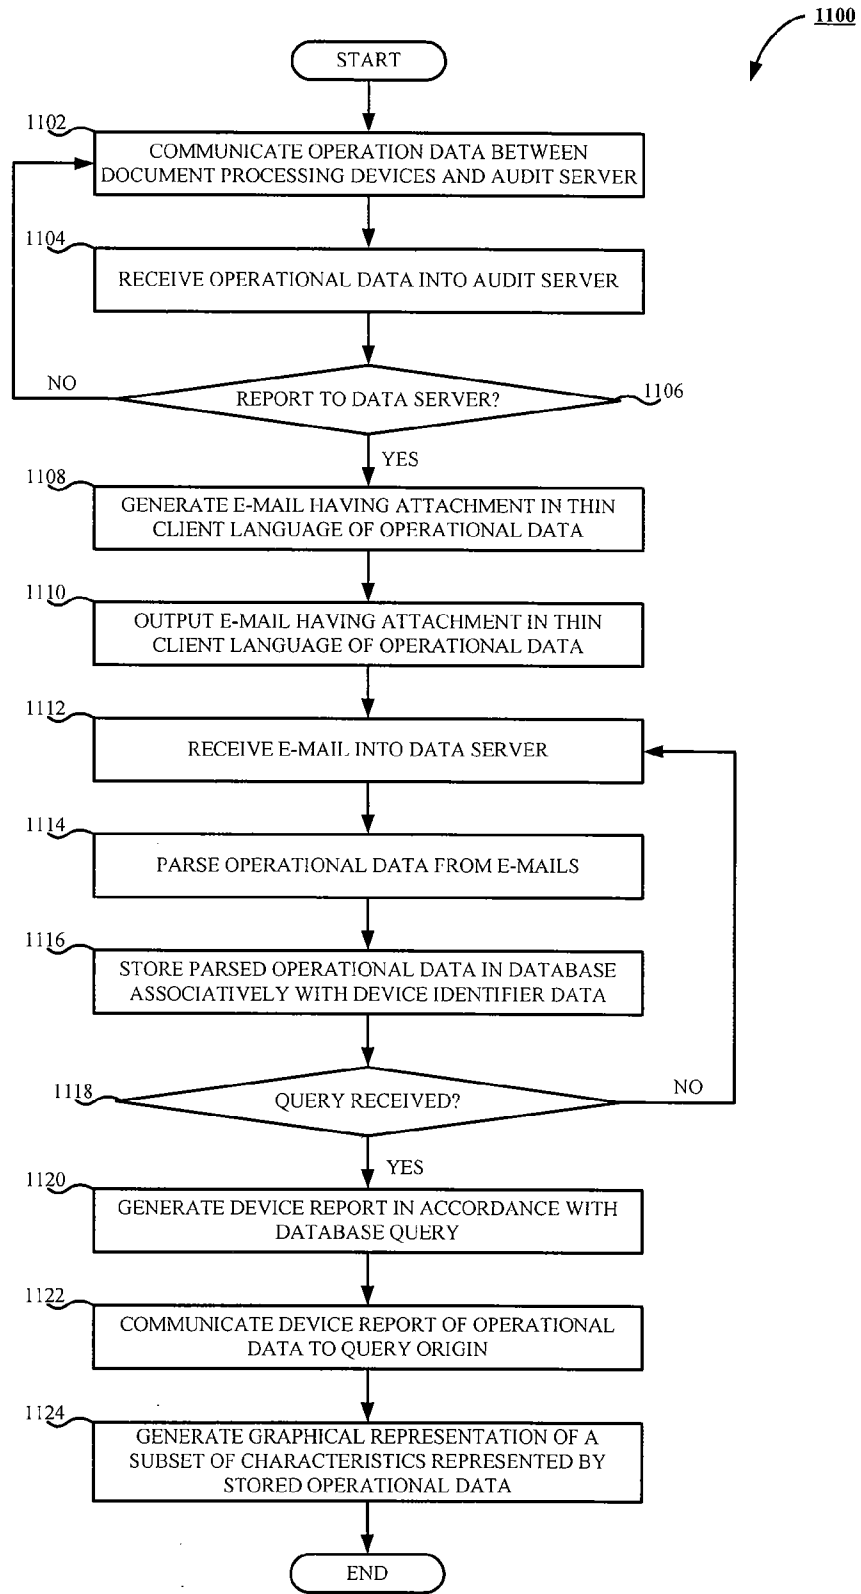 1100
START
1102
COMMUNICATE OPERATION DATA BETWEEN
DOCUMENT PROCESSING DEVICES AND AUDIT SERVER
1104
RECEIVE OPERATIONAL DATA INTO AUDIT SERVER
NO
REPORT TO DATA SERVER?
1106
YES
1108
GENERATE E-MAIL HAVING ATTACHMENT IN THIN
CLIENT LANGUAGE OF OPERATIONAL DATA
1110
OUTPUT E-MAIL HAVING ATTACHMENT IN THIN
CLIENT LANGUAGE OF OPERATIONAL DATA
1112
RECEIVE E-MAIL INTO DATA SERVER
1114
PARSE OPERATIONAL DATA FROM E-MAILS
1116
STORE PARSED OPERATIONAL DATA IN DATABASE
ASSOCIATIVELY WITH DEVICE IDENTIFIER DATA
1118
QUERY RECEIVED?
NO
YES
1120
GENERATE DEVICE REPORT IN ACCORDANCE WITH
DATABASE QUERY
1122
COMMUNICATE DEVICE REPORT OF OPERATIONAL
DATA TO QUERY ORIGIN
1124
GENERATE GRAPHICAL REPRESENTATION OF A
SUBSET OF CHARACTERISTICS REPRESENTED BY
STORED OPERATIONAL DATA
END